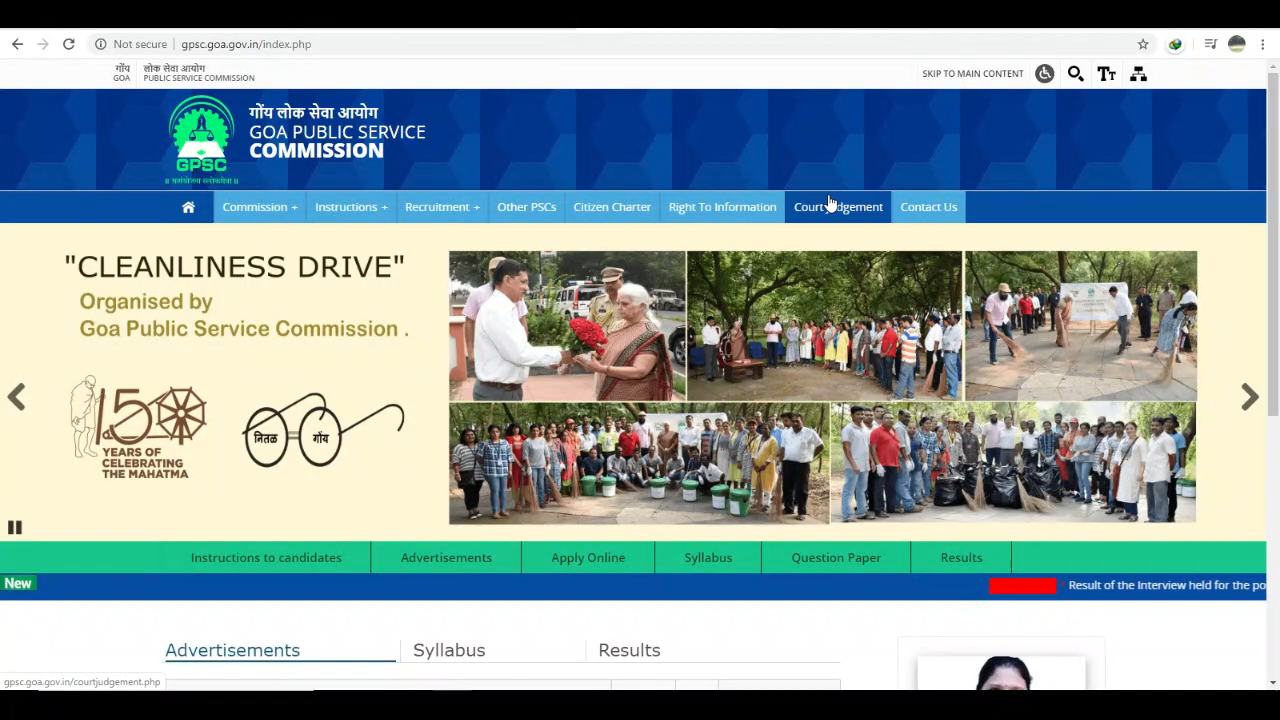 Not secure
gpsc.goa.gov.in/index.php
गोंय
GOA
लोक सेवा आयोग
PUBLIC SERVICE COMMISSION
SKIP TO MAIN CONTENT
गोंय लोक सेवा आयोग
GOA PUBLIC SERVICE
COMMISSION
GPSC
Commission +
Instructions +
Recruitment +
Other PSCs
Citizen Charter
Right To Information
Court Judgement
Contact Us
"CLEANLINESS DRIVE"
Organised by
Goa Public Service Commission .
150
YEARS OF
CELEBRATING
THE MAHATMA
नितळ गोंय
Instructions to candidates
Advertisements
Apply Online
Syllabus
Question Paper
Results
New
Result of the Interview held for the po
Advertisements
Syllabus
Results
gpsc.goa.gov.in/courtjudgement.php